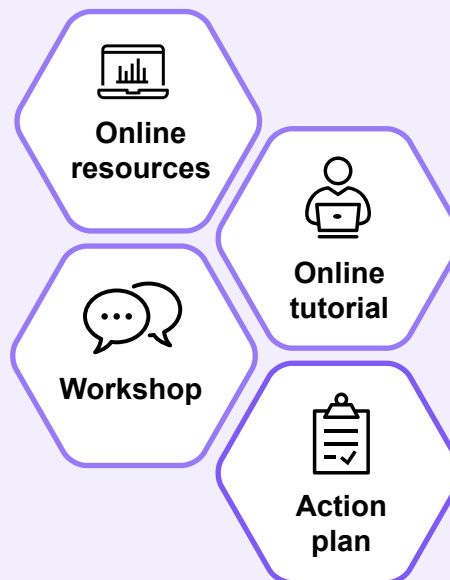 Online
resources
Online
tutorial
Workshop
Action
plan